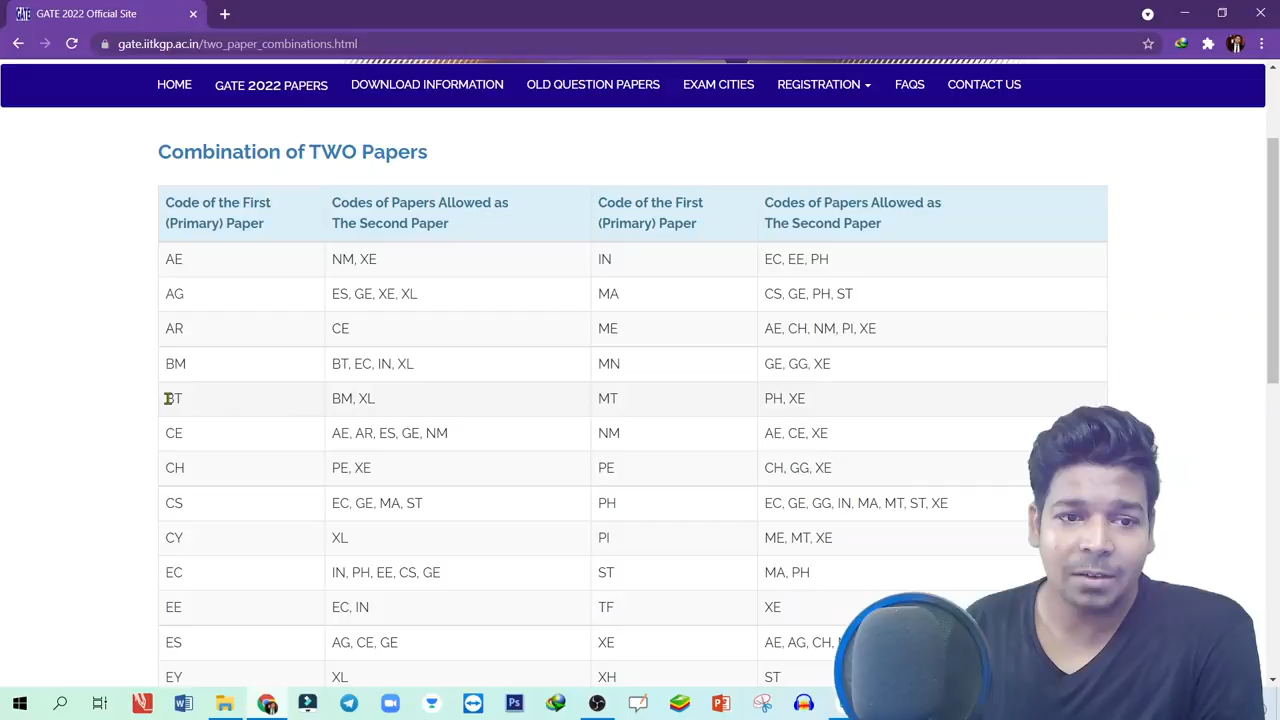 GATE 2022 Official Site
gate.iitkgp.ac.in/two_paper_combinations.html
HOME GATE 2022 PAPERS DOWNLOAD INFORMATION OLD QUESTION PAPERS EXAM CITIES REGISTRATION FAQS CONTACT US
Combination of TWO Papers
Code of the First
(Primary) Paper
Codes of Papers Allowed as
The Second Paper
Code of the First
(Primary) Paper
Codes of Papers Allowed as
The Second Paper
AE NM, XE IN EC, EE, PH
AG ES, GE, XE, XL MA CS, GE, PH, ST
AR CE ME AE, CH, NM, PI, XE
BM BT, EC, IN, XL MN GE, GG, XE
BT BM, XL MT PH, XE
CE AE, AR, ES, GE, NM NM AE, CE, XE
CH PE, XE PE CH, GG, XE
CS EC, GE, MA, ST PH EC, GE, GG, IN, MA, MT, ST, XE
CY XL PI ME, MT, XE
EC IN, PH, EE, CS, GE ST MA, PH
EE EC, IN TF XE
ES AG, CE, GE XE AE, AG, CH,
EY XL XH ST